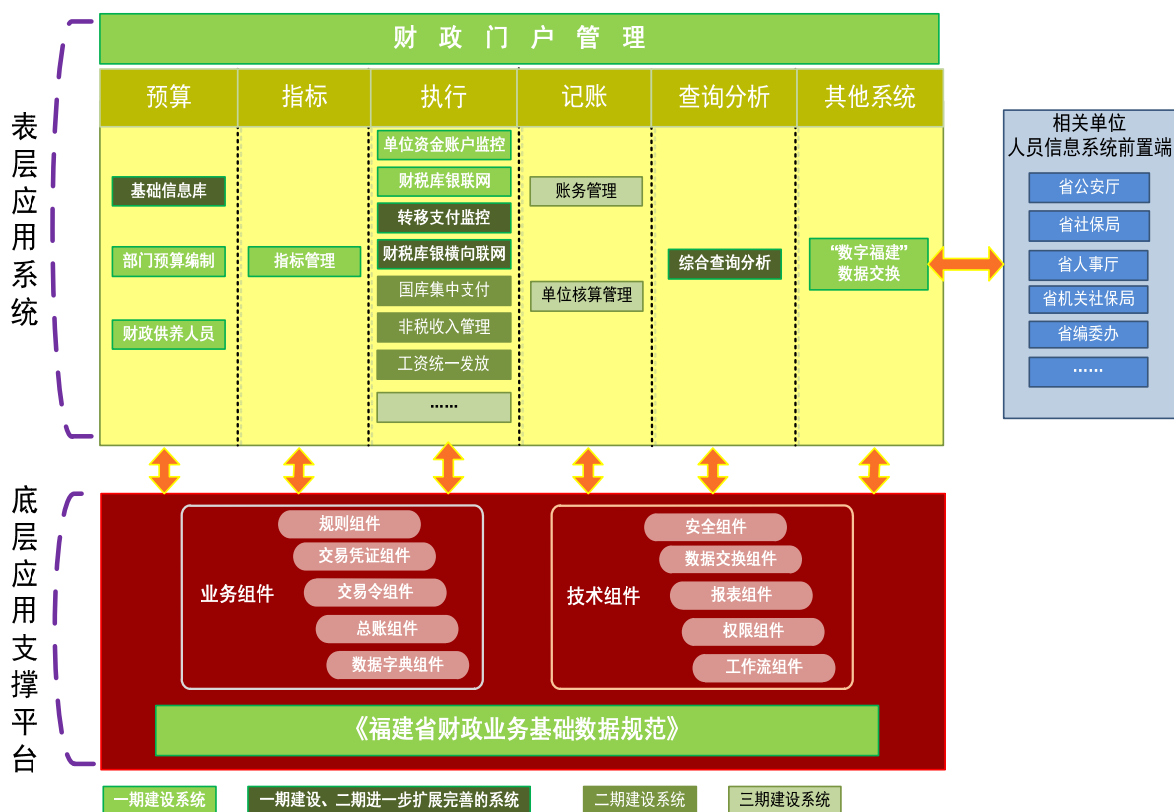 财政门户管理
表层应用系统
预算
指标
执行
记账
查询分析
其他系统
基础信息库
部门预算编制
财政供养人员
指标管理
单位资金账户监控
财税库银联网
转移支付监控
财税库银横向联网
国库集中支付
非税收入管理
工资统一发放
……
账务管理
单位核算管理
综合查询分析
“数字福建”
数据交换
相关单位
人员信息系统前置端
省公安厅
省社保局
省人事厅
省机关社保局
省编委办
……
底层应用支撑平台
业务组件
规则组件
交易凭证组件
交易令组件
总账组件
数据字典组件
技术组件
安全组件
数据交换组件
报表组件
权限组件
工作流组件
《福建省财政业务基础数据规范》
一期建设系统
一期建设、二期进一步扩展完善的系统
二期建设系统
三期建设系统